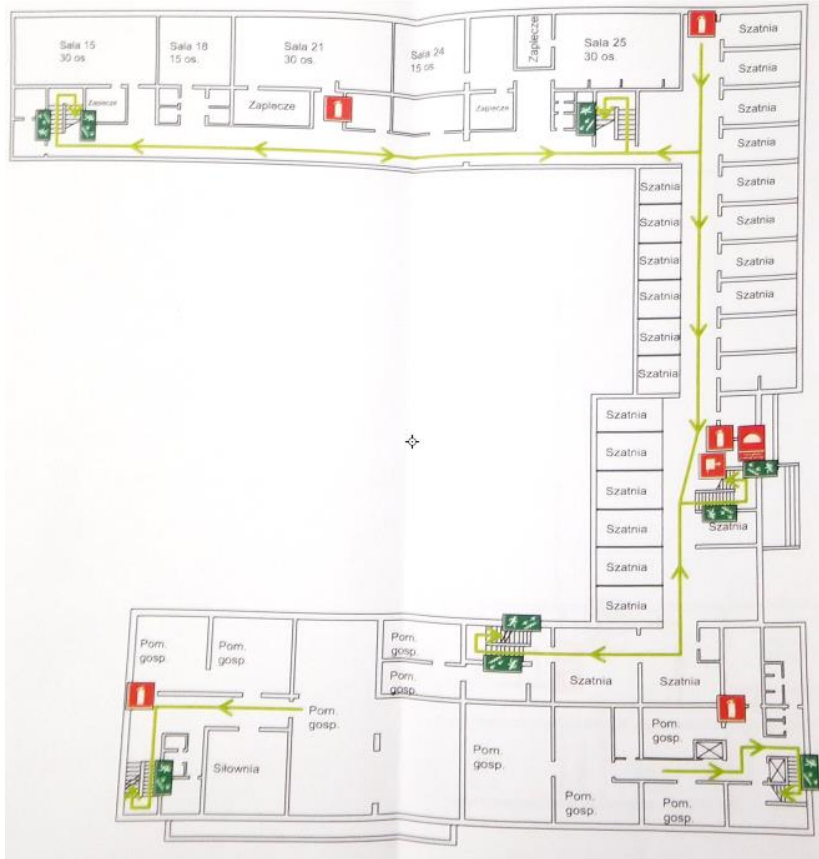 Sala 15
30 os.
Sala 18
15 os.
Sala 21
30 os.
Sala 24
15 os.
Zaplecze
Sala 25
30 os.
Szatnia
Szatnia
Szatnia
Szatnia
Szatnia
Szatnia
Szatnia
Szatnia
Zaplecze
Zaplecze
Zaplecze
Szatnia
Szatnia
Szatnia
Szatnia
Szatnia
Szatnia
Szatnia
Szatnia
Szatnia
Szatnia
Szatnia
Szatnia
Szatnia
Pom.
gosp.
Pom.
gosp.
Pom.
gosp.
Pom.
gosp.
Szatnia
Szatnia
Pom.
gosp.
Siłownia
Pom.
gosp.
Pom.
gosp.
Pom.
gosp.
Pom.
gosp.